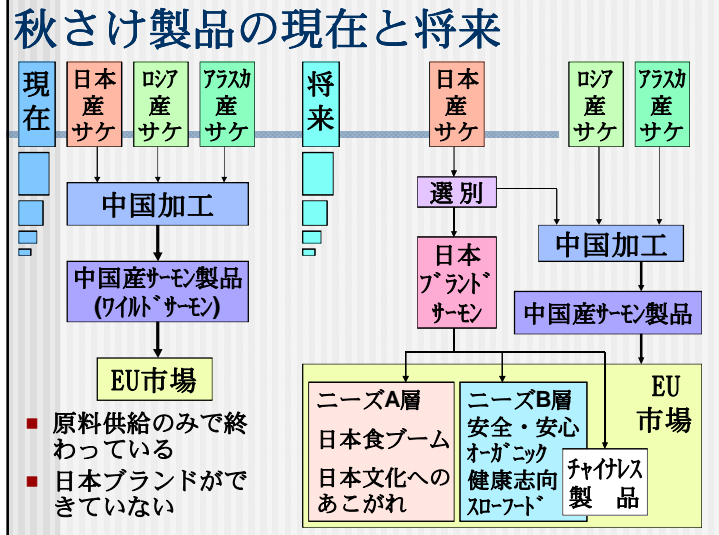 秋さけ製品の現在と将来
現在
日本産サケ
ロシア産サケ
アラスカ産サケ
中国加工
中国産サーモン製品
(ワイルドサーモン)
EU市場
原料供給のみで終
わっている
日本ブランドがで
きていない
将来
日本産サケ
ロシア産サケ
アラスカ産サケ
選別
中国加工
日本
ブランド
サーモン
中国産サーモン製品
EU
市場
ニーズA層
日本食ブーム
日本文化への
あこがれ
ニーズB層
安全・安心
オーガニック
健康志向
スローフード
チャイナレス
製品